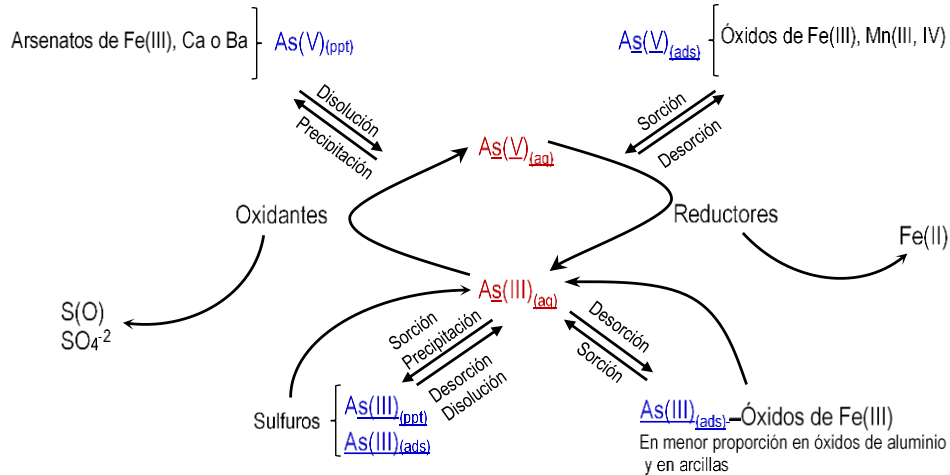 Arsenatos de Fe(III), Ca o Ba
As(V)(ppt)
As(V)(ads)
Óxidos de Fe(III), Mn(III, IV)
Disolución
Precipitación
Sorción
Desorción
As(V)(aq)
Oxidantes
Reductores
Fe(II)
As(III)(aq)
S(O)
SO4-2
Sorción
Precipitación
Desorción
Disolución
Desorción
Sorción
Sulfuros
As(III)(ppt)
As(III)(ads)
As(III)(ads)-Óxidos de Fe(III)
En menor proporción en óxidos de aluminio
y en arcillas